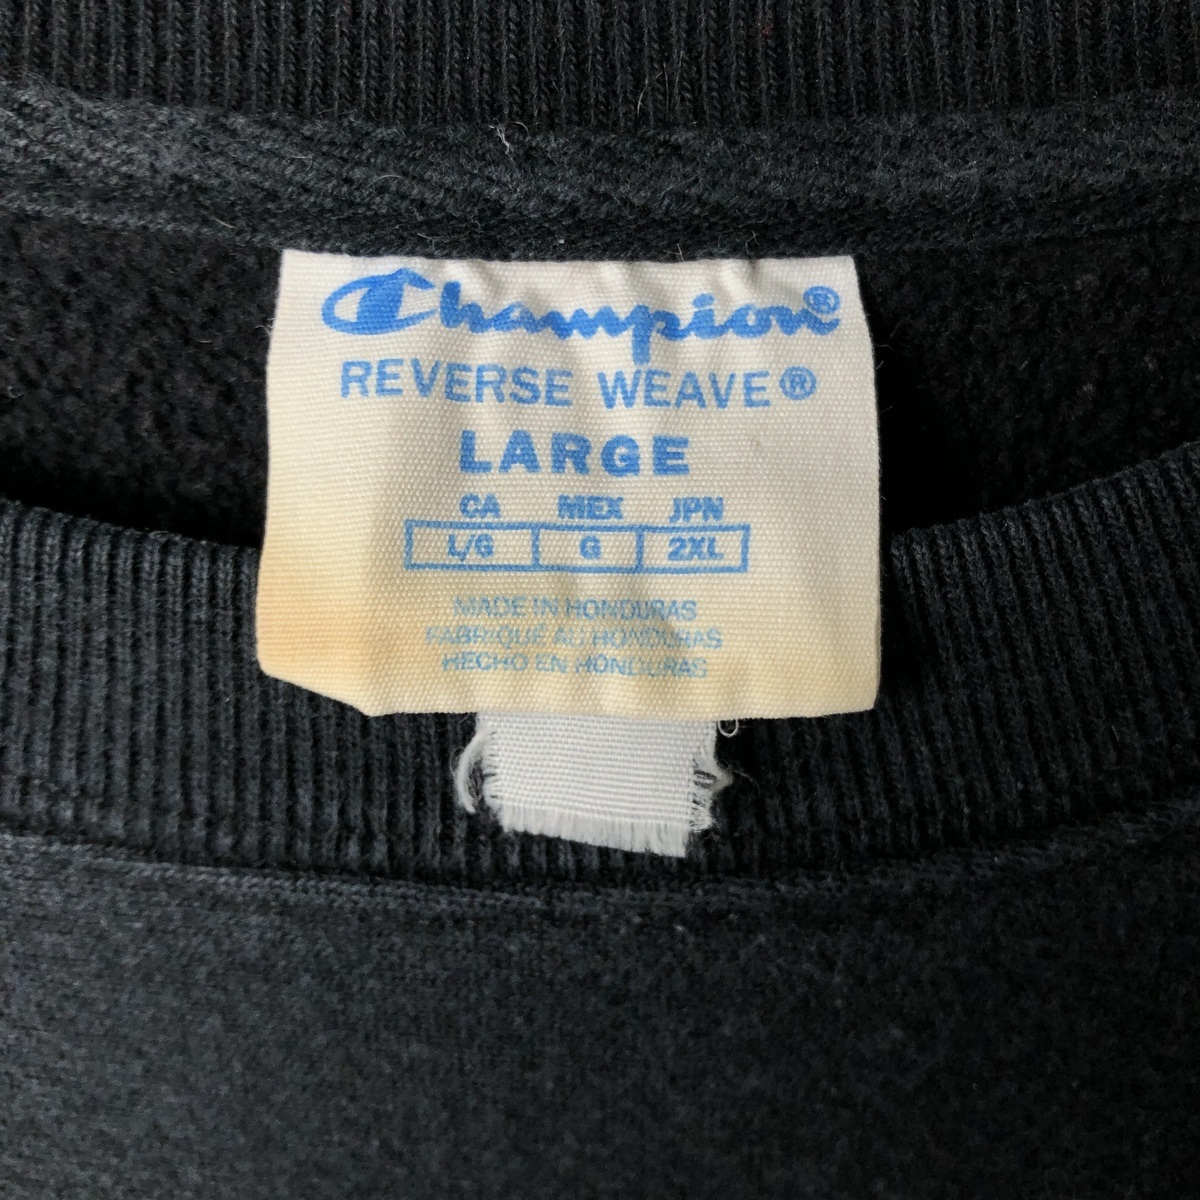 Champion®
REVERSE WEAVE®
LARGE
CA MEX JPN
L/G G 2XL
MADE IN HONDURAS
FABRIQUÉ AU HONDURAS
HECHO EN HONDURAS